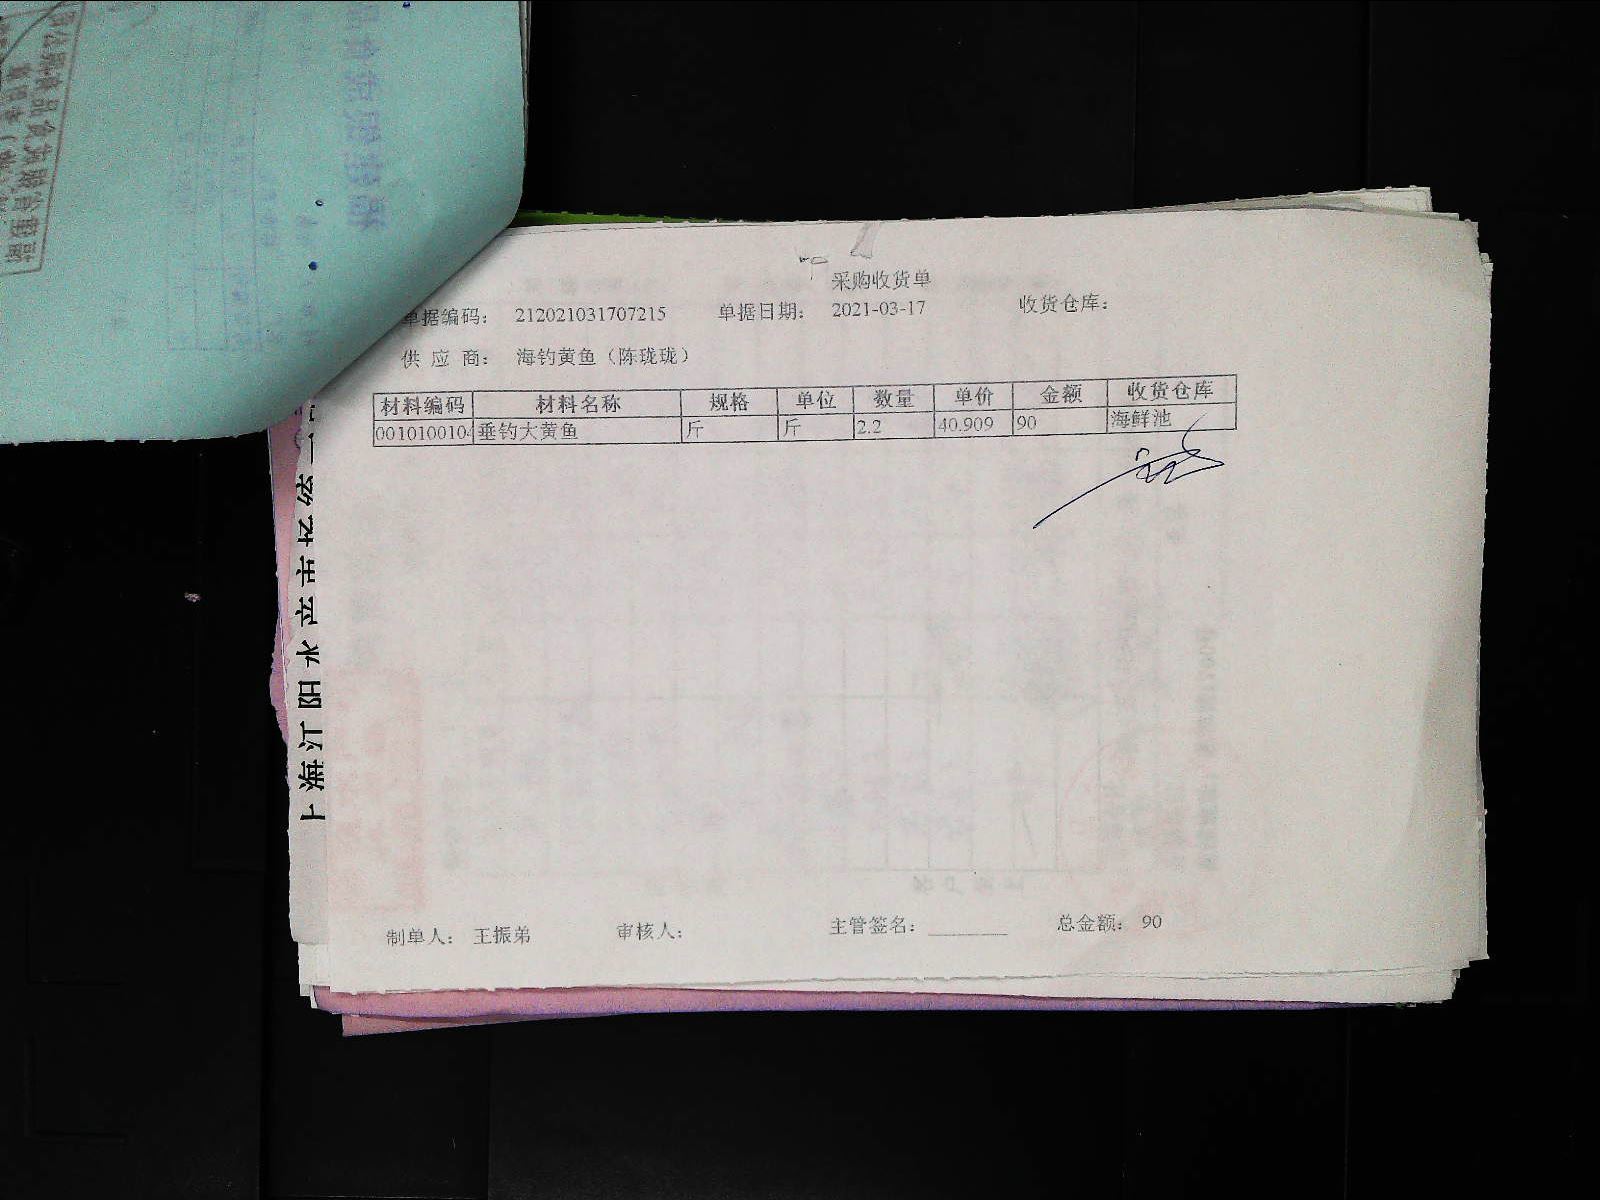 采购收货单
单据编码： 212021031707215 单据日期： 2021-03-17 收货仓库：
供 应 商： 海钓黄鱼（陈珑珑）
材料编码 材料名称 规格 单位 数量 单价 金额 收货仓库
0010100104 垂钓大黄鱼 斤 斤 2.2 40.909 90 海鲜池
制单人： 王振弟 审核人： 主管签名： 总金额： 90
上海江阳水产市场